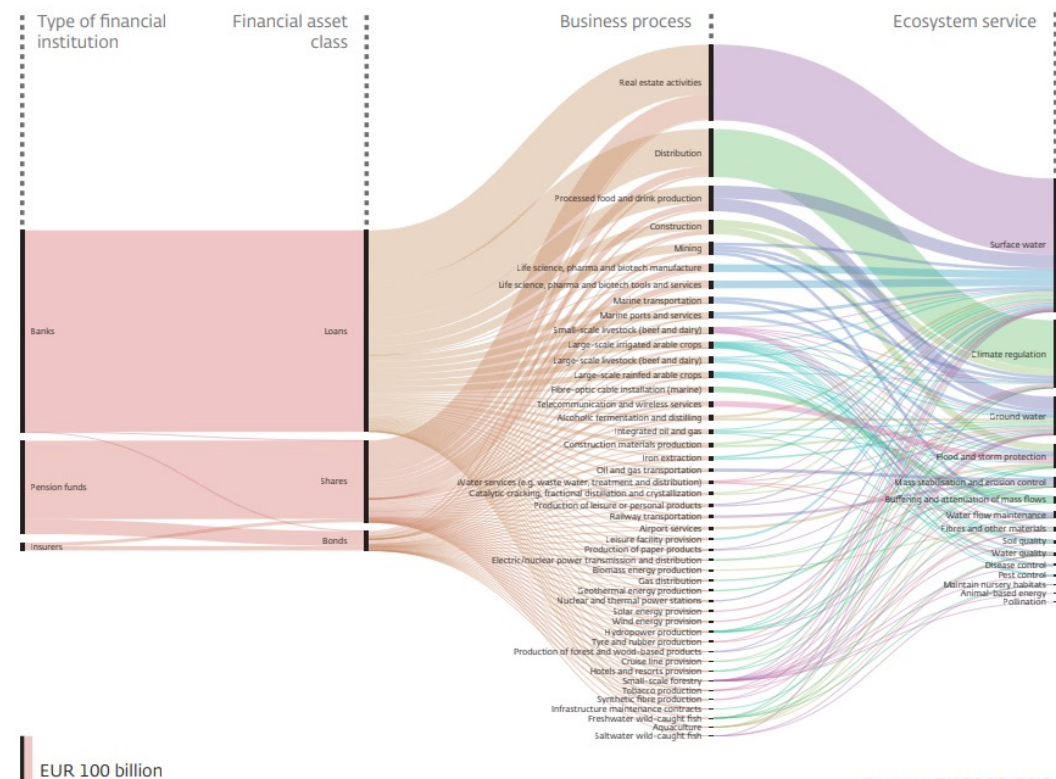 Type of financial
institution
Financial asset
class
Business process
Ecosystem service
Banks
Pension funds
Insurers
Loans
Shares
Bonds
Real estate activities
Distribution
Processed food and drink production
Construction
Mining
Life science, pharma and biotech manufacture
Life science, pharma and biotech tools and services
Marine transportation
Marine ports and services
Small-scale livestock (beef and dairy)
Large-scale irrigated arable crops
Large-scale livestock (beef and dairy)
Large-scale rainfed arable crops
Fibre-optic cable installation (marine)
Telecommunication and wireless services
Alcoholic fermentation and distilling
Integrated oil and gas
Construction materials production
Iron extraction
Oil and gas transportation
Water services (e.g. waste water, treatment and distribution)
Catalytic cracking, fractional distillation and crystallization
Production of leisure or personal products
Railway transportation
Airport services
Leisure facility provision
Production of paper products
Electric/nuclear power transmission and distribution
Biomass energy production
Gas distribution
Geothermal energy production
Nuclear and thermal power stations
Solar energy provision
Wind energy provision
Hydropower production
Tyre and rubber production
Production of forest and wood-based products
Cruise line provision
Hotels and resorts provision
Small-scale forestry
Tobacco production
Synthetic fibre production
Infrastructure maintenance contracts
Freshwater wild-caught fish
Aquaculture
Saltwater wild-caught fish
Surface water
Climate regulation
Ground water
Flood and storm protection
Mass stabilisation and erosion control
Buffering and attenuation of mass flows
Water flow maintenance
Fibres and other materials
Soil quality
Water quality
Disease control
Pest control
Maintain nursery habitats
Animal-based energy
Pollination
EUR 100 billion